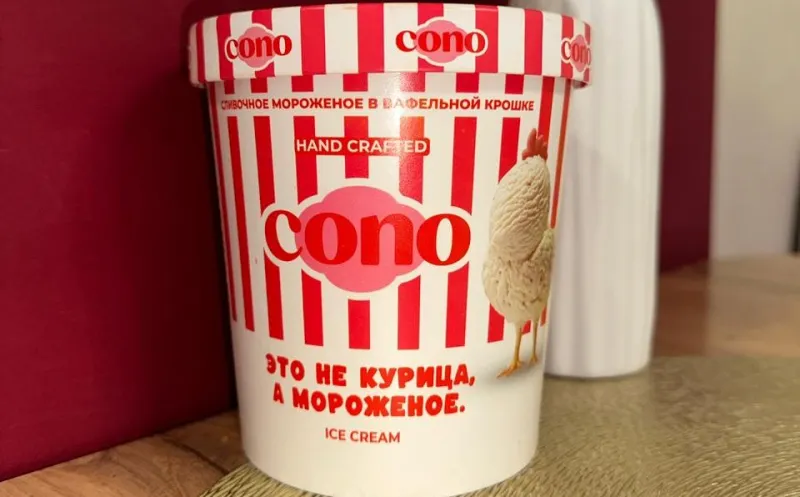 cono cono cono
СЛИВОЧНОЕ МОРОЖЕНОЕ В ВАФЕЛЬНОЙ КРОШКЕ
HAND CRAFTED
cono
ЭТО НЕ КУРИЦА,
А МОРОЖЕНОЕ.
ICE CREAM